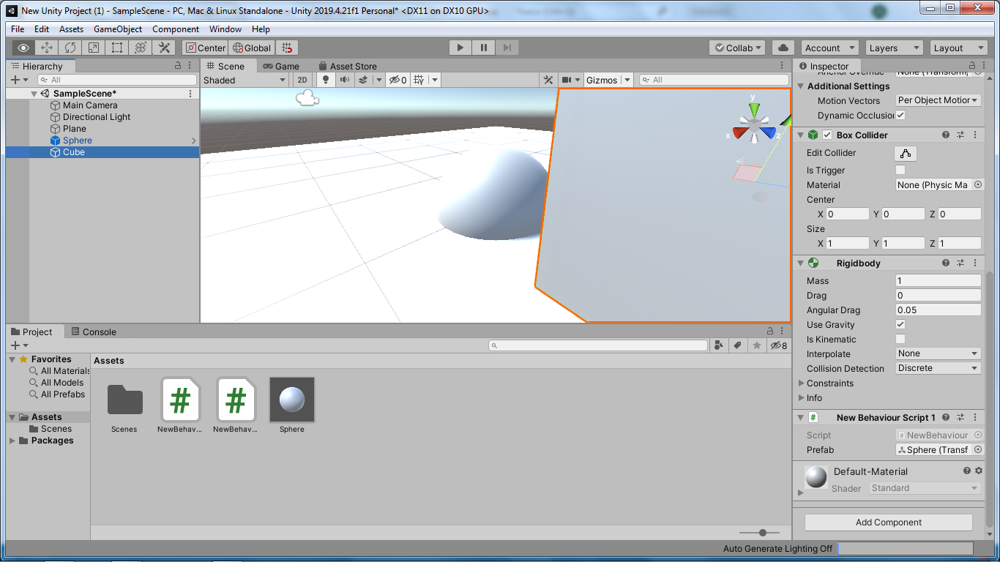 New Unity Project (1) - SampleScene - PC, Mac & Linux Standalone - Unity 2019.4.21f1 Personal* <DX11 on DX10 GPU>
File Edit Assets GameObject Component Window Help
Center Global Collab Account Layers Layout
Hierarchy
All
SampleScene*
Main Camera
Directional Light
Plane
Sphere
Cube
Scene Game Asset Store
Shaded 2D 0 Gizmos All
y
x
z
Inspector
Anchor Override None (Transform)
Additional Settings
Motion Vectors Per Object Motior
Dynamic Occlusion
Box Collider
Edit Collider
Is Trigger
Material None (Physic Ma
Center
X 0 Y 0 Z 0
Size
X 1 Y 1 Z 1
Rigidbody
Mass 1
Drag 0
Angular Drag 0.05
Use Gravity
Is Kinematic
Interpolate None
Collision Detection Discrete
Constraints
Info
New Behaviour Script 1
Script NewBehaviour
Prefab Sphere (Transf
Default-Material
Shader Standard
Add Component
Project Console
8
Favorites
All Materials
All Models
All Prefabs
Assets
Scenes
Packages
Assets
Scenes NewBehav... NewBehav... Sphere
Auto Generate Lighting Off